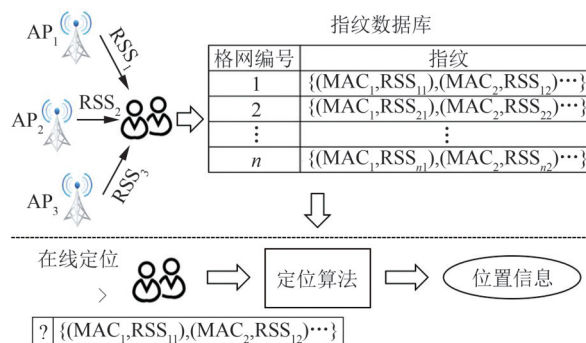 指纹数据库
AP₁
RSS₁
AP₂
RSS₂
AP₃
RSS₃
格网编号 指纹
1 {(MAC₁,RSS₁₁),(MAC₂,RSS₁₂)⋯}
2 {(MAC₁,RSS₂₁),(MAC₂,RSS₂₂)⋯}
⋮ ⋮
n {(MAC₁,RSSₙ₁),(MAC₂,RSSₙ₂)⋯}
在线定位
定位算法
位置信息
? {(MAC₁,RSS₁₁),(MAC₂,RSS₁₂)⋯}